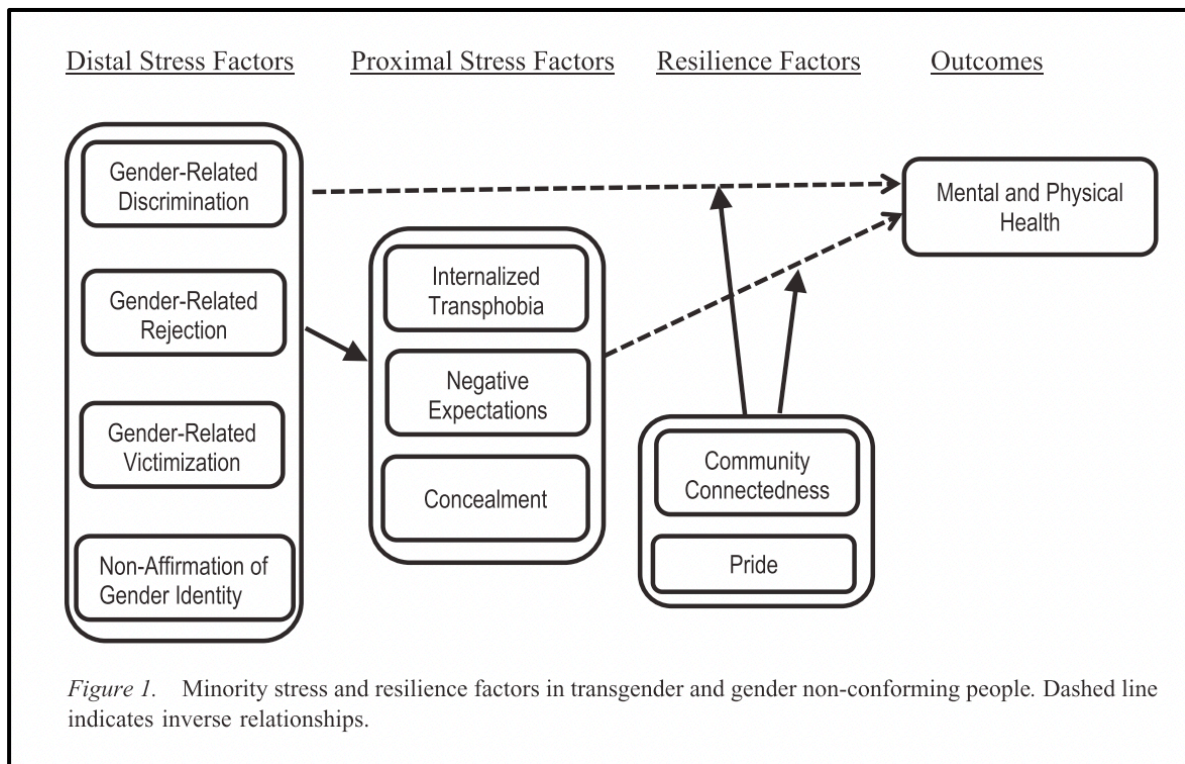 Distal Stress Factors
Proximal Stress Factors
Resilience Factors
Outcomes
Gender-Related
Discrimination
Gender-Related
Rejection
Gender-Related
Victimization
Non-Affirmation of
Gender Identity
Internalized
Transphobia
Negative
Expectations
Concealment
Community
Connectedness
Pride
Mental and Physical
Health
Figure 1. Minority stress and resilience factors in transgender and gender non-conforming people. Dashed line
indicates inverse relationships.